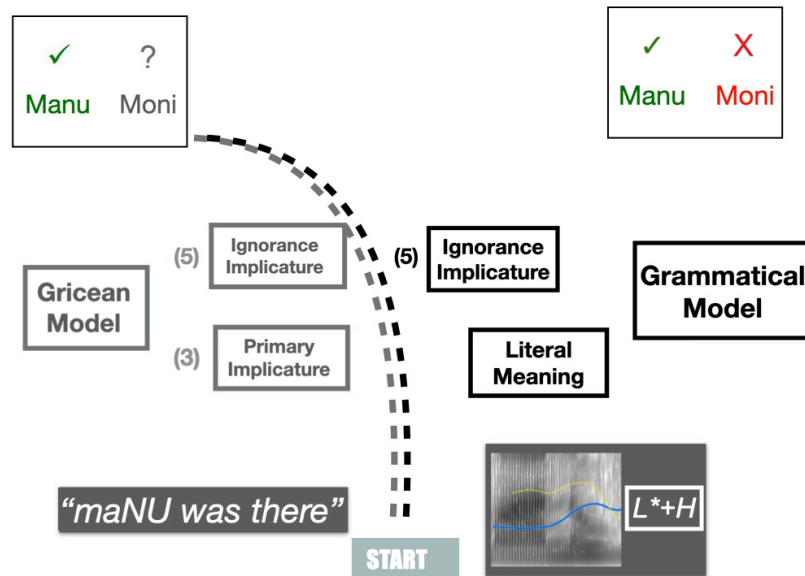 ✓ ?
Manu Moni
✓ X
Manu Moni
(5) Ignorance
Implicature
(5) Ignorance
Implicature
Gricean
Model
Grammatical
Model
(3) Primary
Implicature
Literal
Meaning
"maNU was there"
L*+H
START